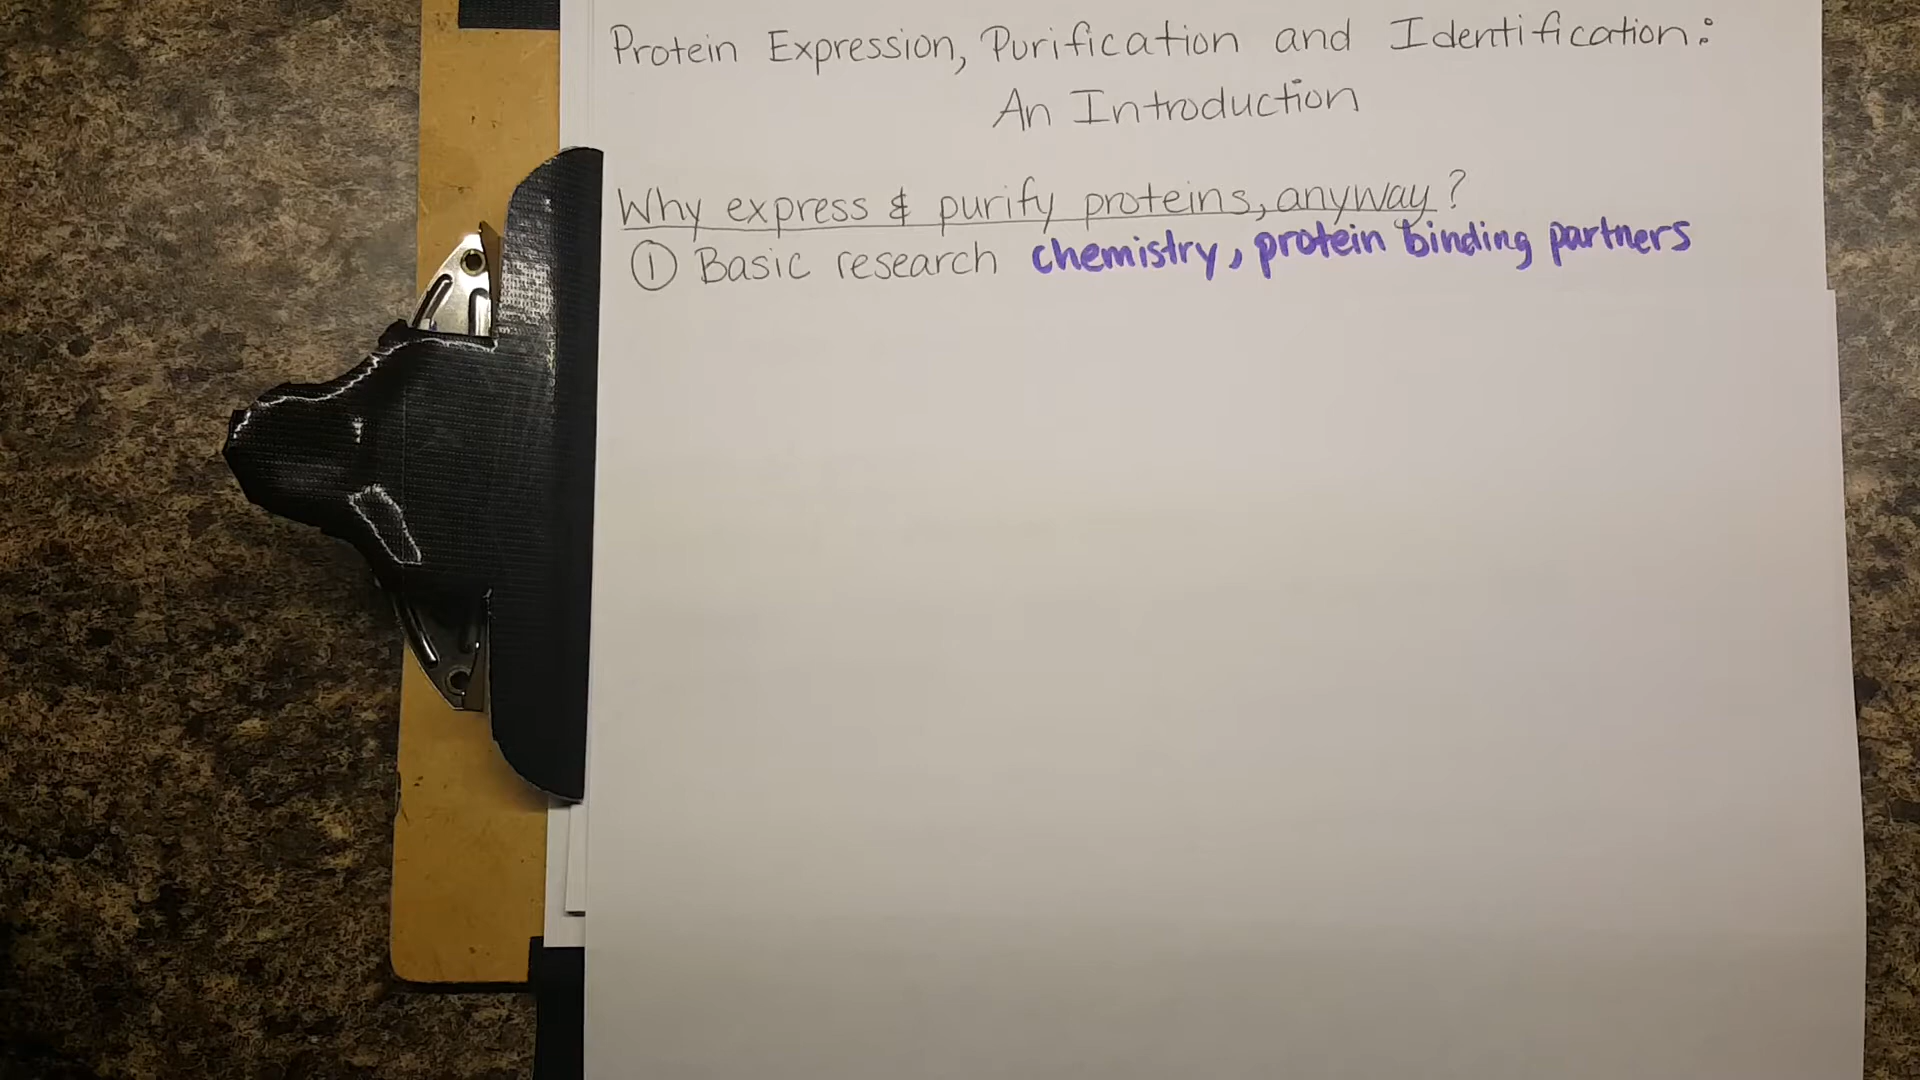 Protein Expression, Purification and Identification:
An Introduction
Why express & purify proteins, anyway?
① Basic research chemistry, protein binding partners